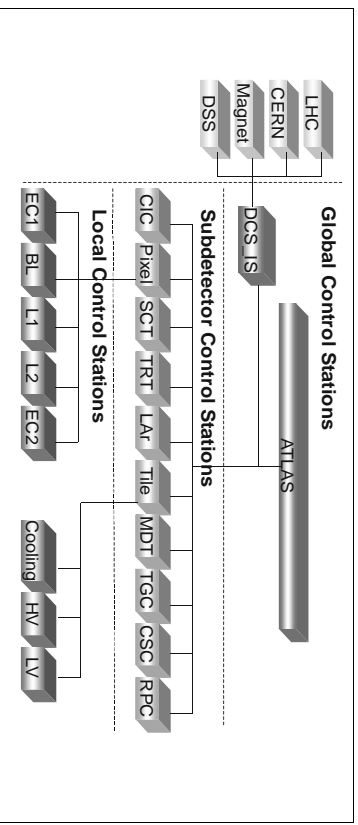 Global Control Stations
ATLAS
LHC
CERN
Magnet
DSS
DCS_IS
Subdetector Control Stations
CIC Pixel SCT TRT LAr Tile MDT TGC CSC RPC
Local Control Stations
EC1 BL L1 L2 EC2 Cooling HV LV